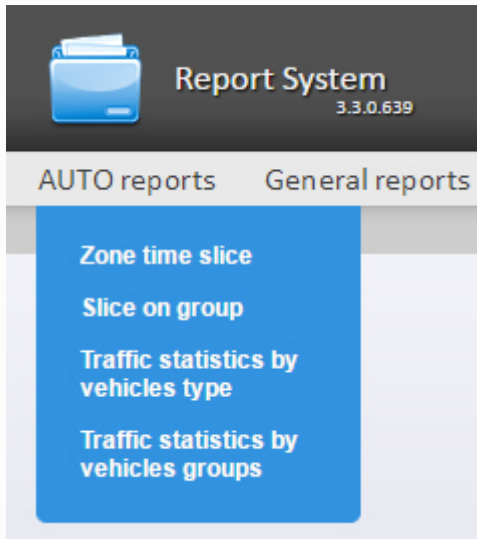 Report System
3.3.0.639
AUTO reports General reports
Zone time slice
Slice on group
Traffic statistics by
vehicles type
Traffic statistics by
vehicles groups